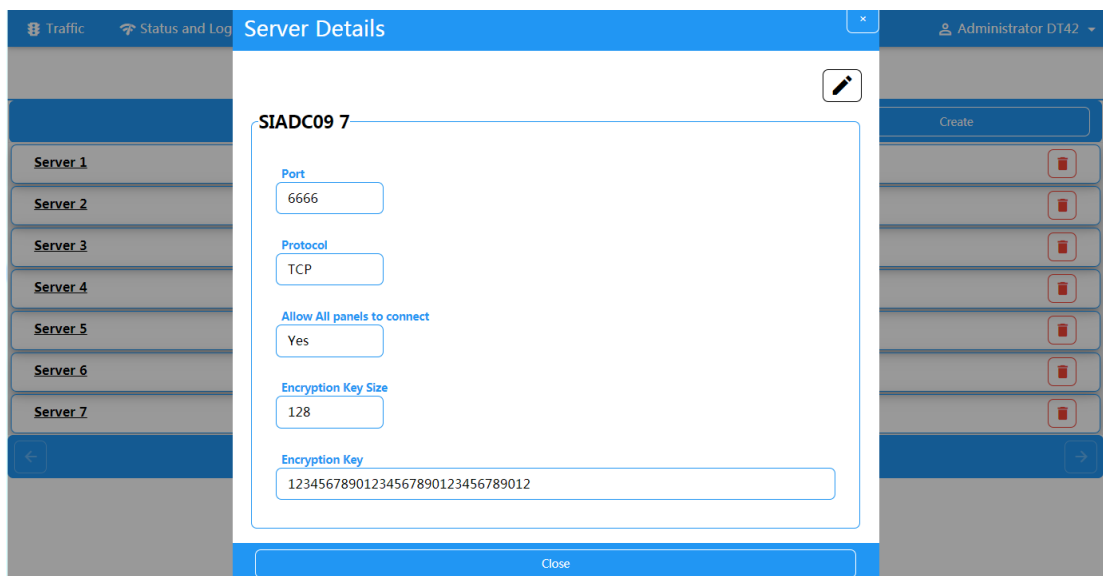 Traffic
Status and Log
Server Details
×
Administrator DT42
SIADC09 7
Create
Server 1
Port
6666
Server 2
Protocol
Server 3
TCP
Server 4
Allow All panels to connect
Server 5
Yes
Server 6
Encryption Key Size
Server 7
128
Encryption Key
12345678901234567890123456789012
Close